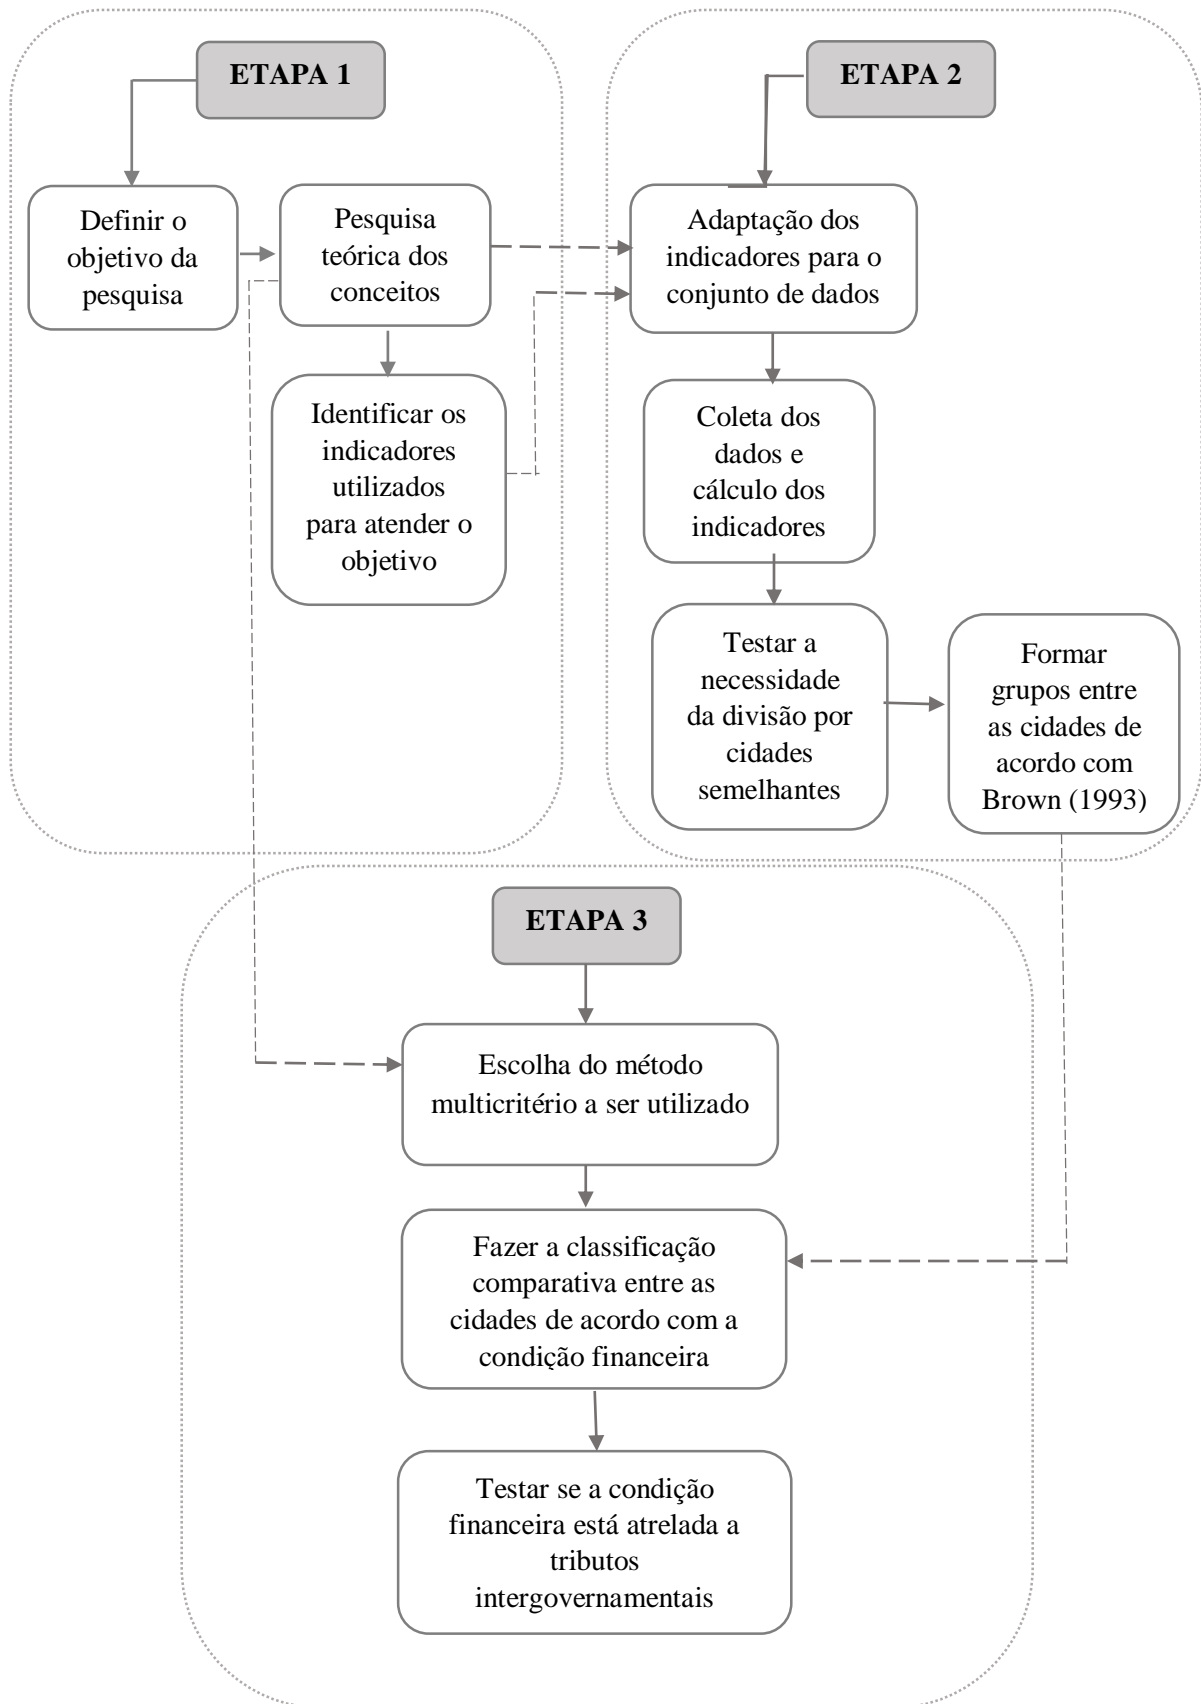 ETAPA 1
Definir o
objetivo da
pesquisa
Pesquisa
teórica dos
conceitos
Identificar os
indicadores
utilizados
para atender o
objetivo
ETAPA 2
Adaptação dos
indicadores para o
conjunto de dados
Coleta dos
dados e
cálculo dos
indicadores
Testar a
necessidade
da divisão por
cidades
semelhantes
Formar
grupos entre
as cidades de
acordo com
Brown (1993)
ETAPA 3
Escolha do método
multicritério a ser utilizado
Fazer a classificação
comparativa entre as
cidades de acordo com a
condição financeira
Testar se a condição
financeira está atrelada a
tributos
intergovernamentais